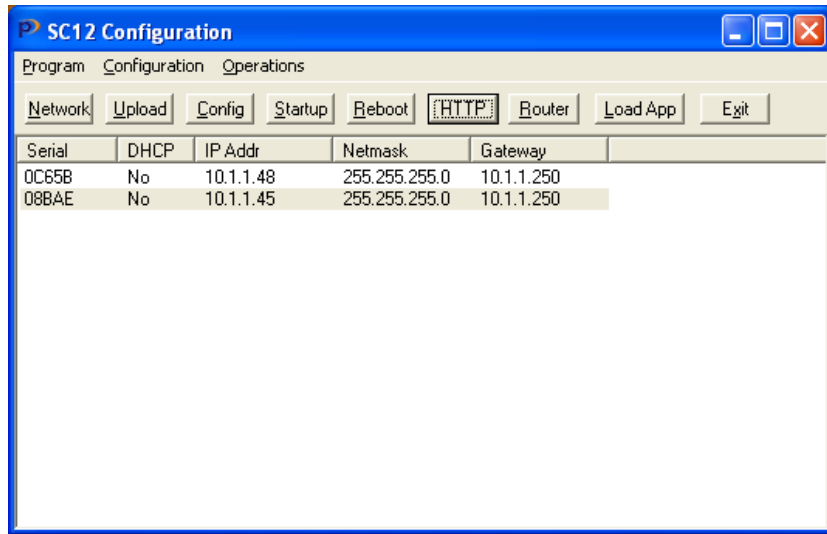 SC12 Configuration
Program Configuration Operations
Network Upload Config Startup Reboot HTTP Router Load App Exit
Serial DHCP IP Addr Netmask Gateway
0C65B No 10.1.1.48 255.255.255.0 10.1.1.250
08BAE No 10.1.1.45 255.255.255.0 10.1.1.250